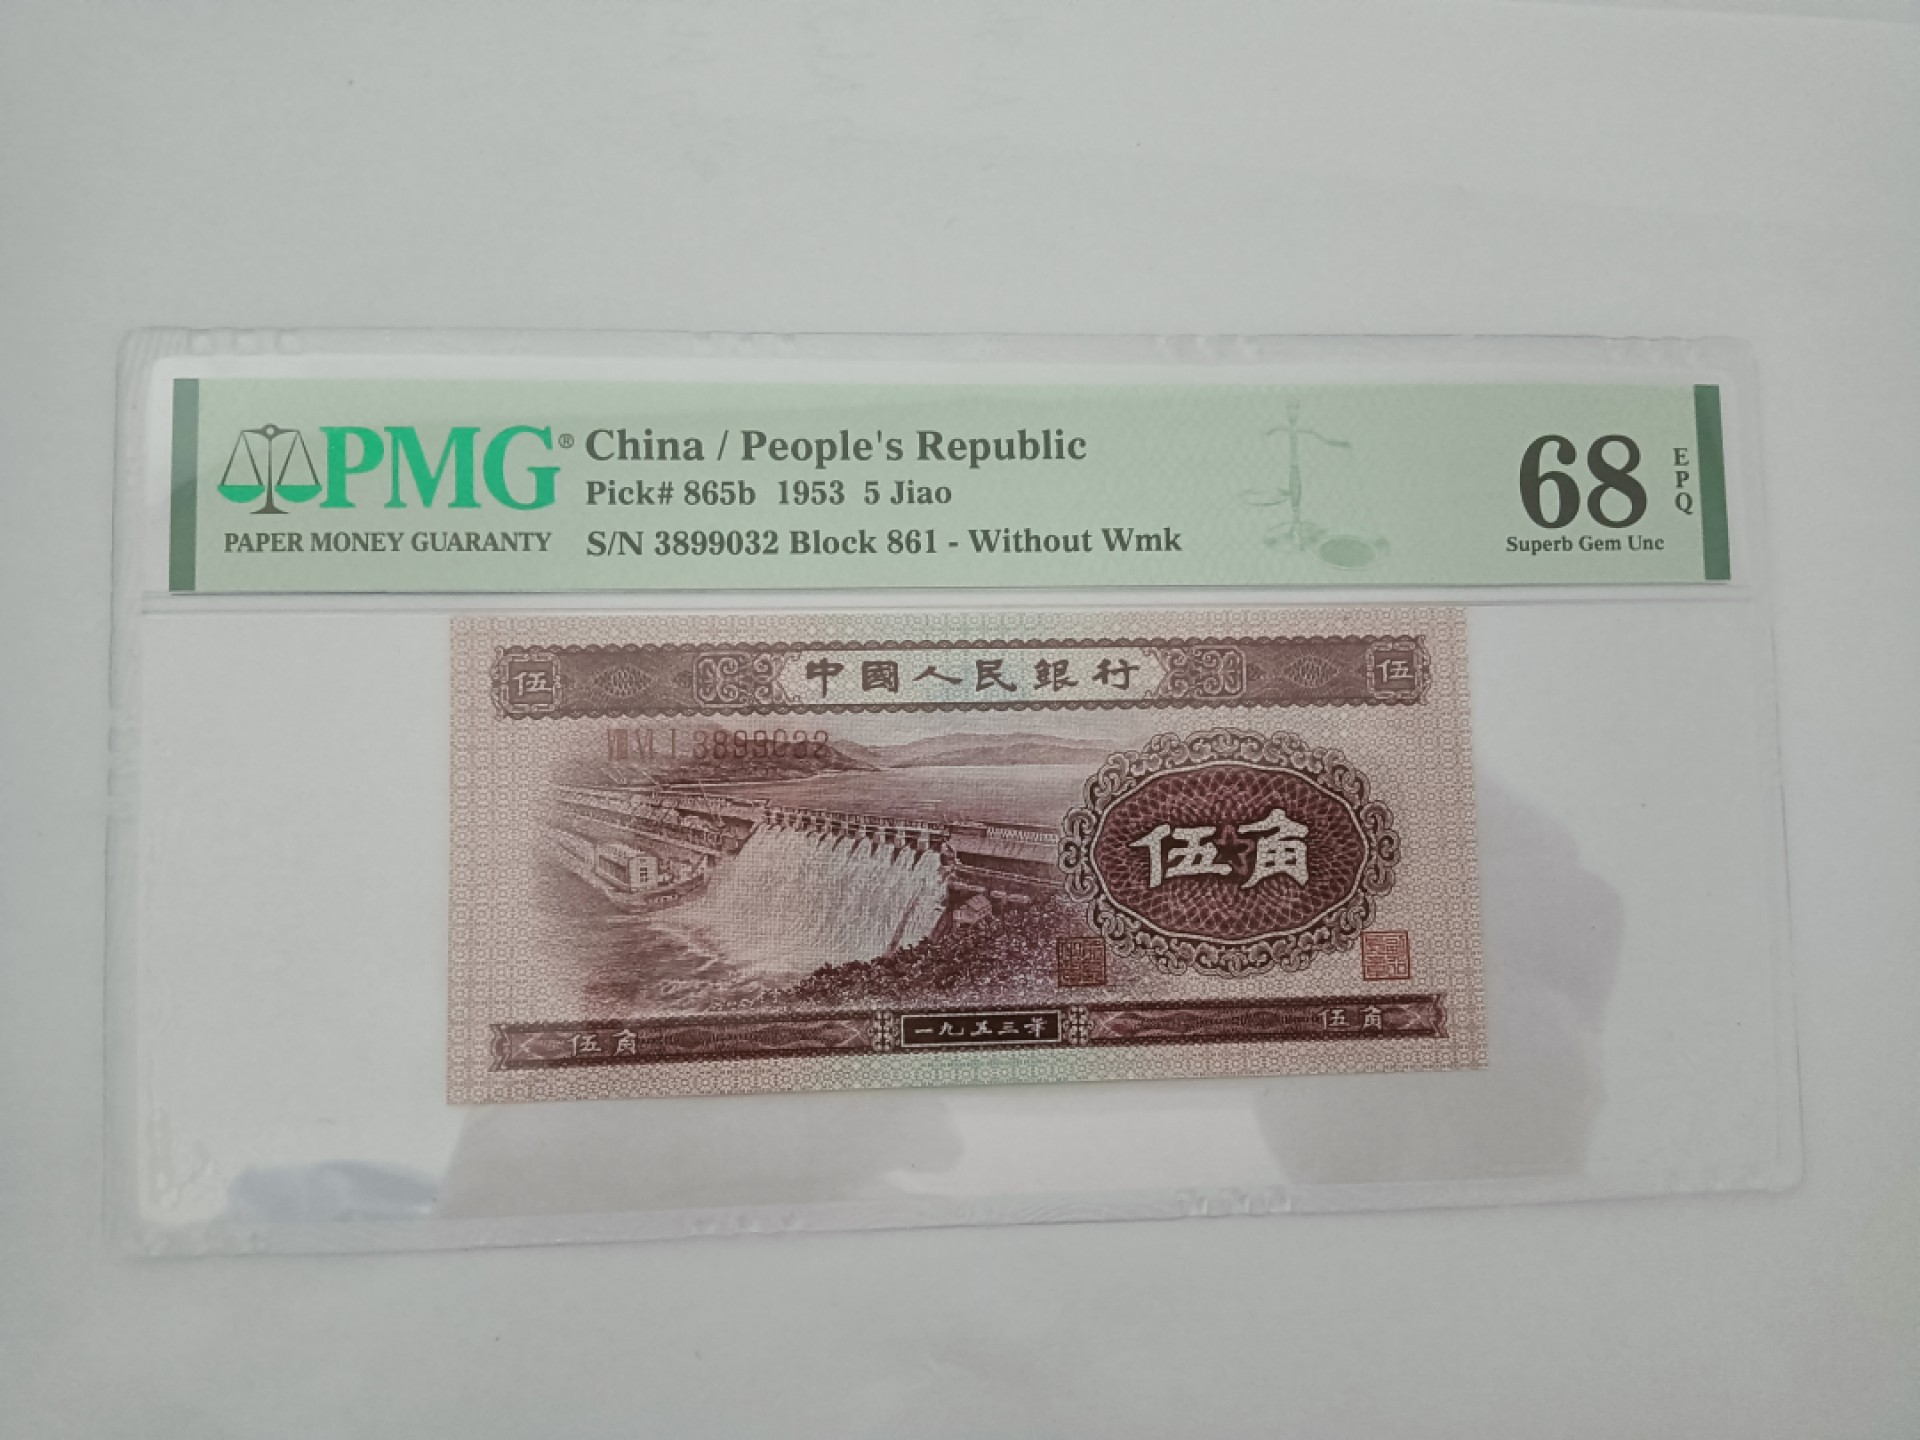 PMG® China / People's Republic
Pick# 865b 1953 5 Jiao
PAPER MONEY GUARANTY
S/N 3899032 Block 861 - Without Wmk
68
EPQ
Superb Gem Unc
伍 中國人民銀行 伍
VIII VI I 3899032
伍角
伍角 一九五三年 伍角